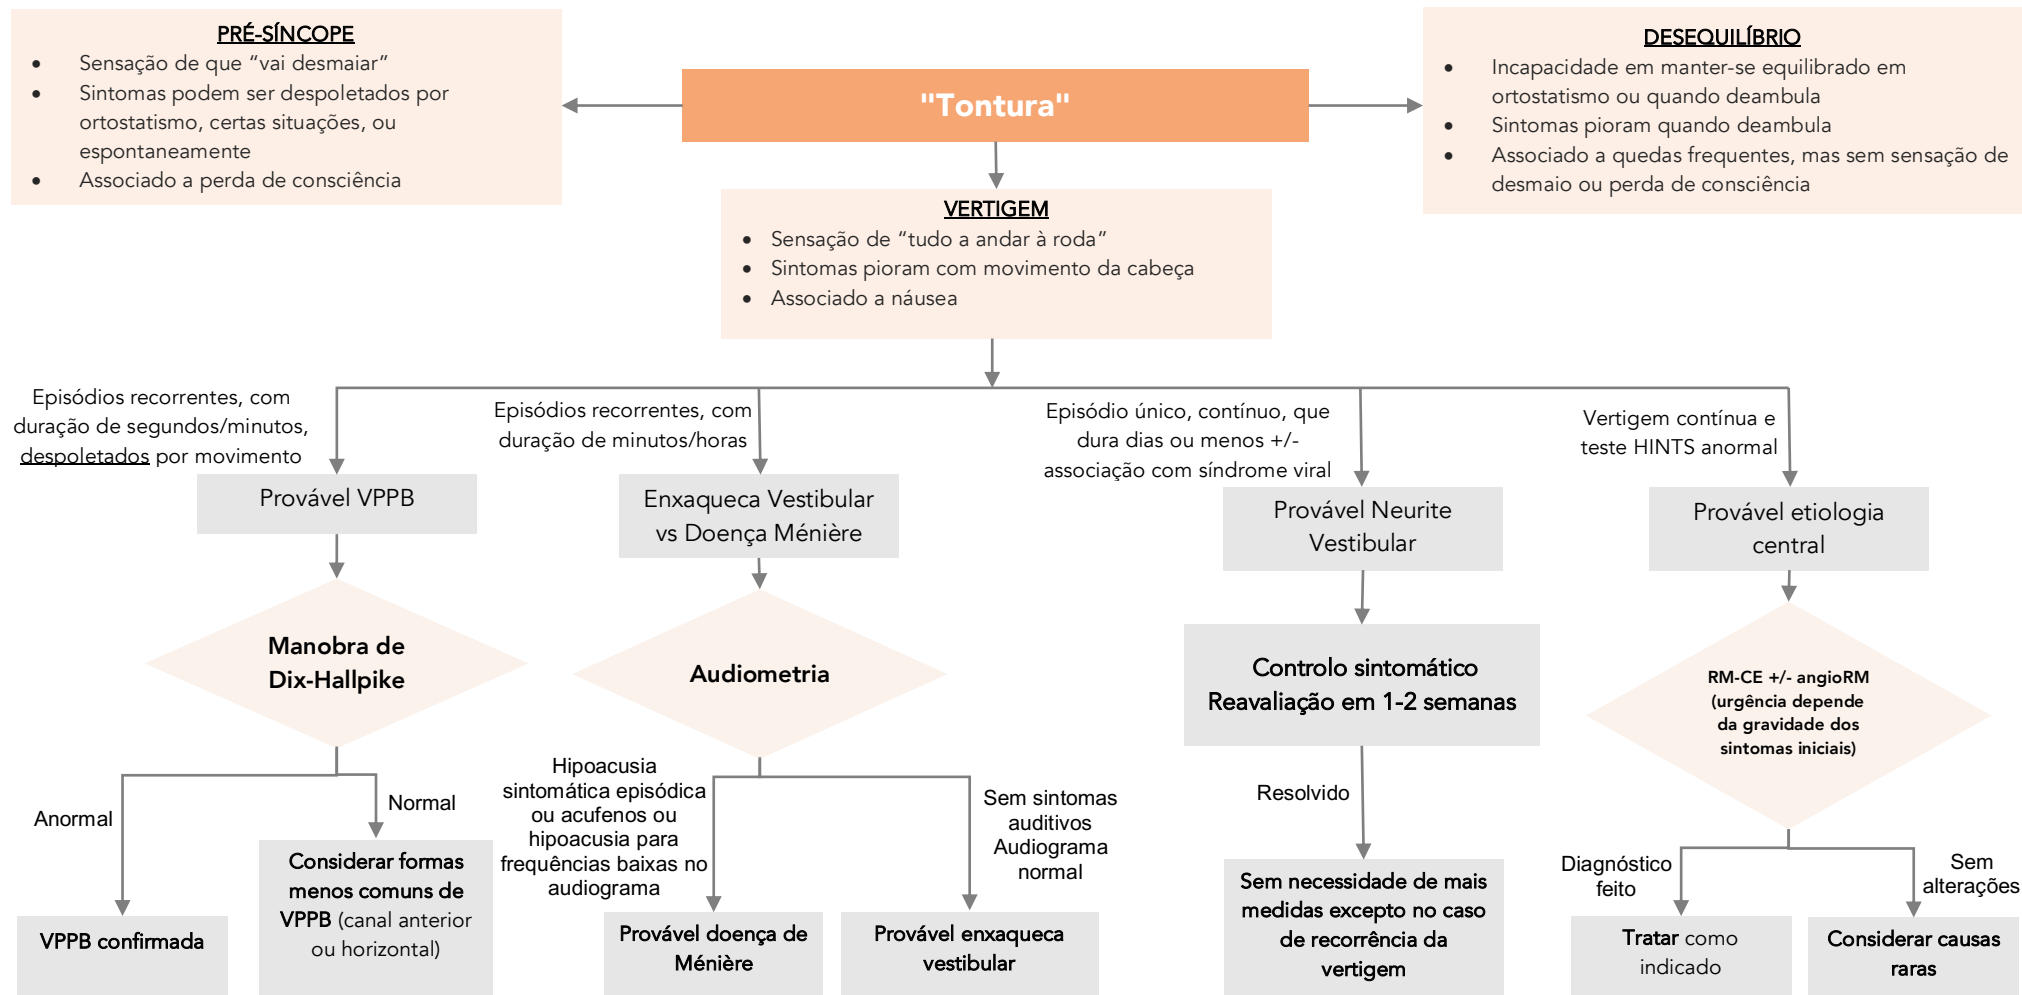 PRÉ-SÍNCOPE
• Sensação de que “vai desmaiar”
• Sintomas podem ser despoletados por
ortostatismo, certas situações, ou
espontaneamente
• Associado a perda de consciência
"Tontura"
DESEQUILÍBRIO
• Incapacidade em manter-se equilibrado em
ortostatismo ou quando deambula
• Sintomas pioram quando deambula
• Associado a quedas frequentes, mas sem sensação de
desmaio ou perda de consciência
VERTIGEM
• Sensação de “tudo a andar à roda”
• Sintomas pioram com movimento da cabeça
• Associado a náusea
Episódios recorrentes, com
duração de segundos/minutos,
despoletados por movimento
Episódios recorrentes, com
duração de minutos/horas
Episódio único, contínuo, que
dura dias ou menos +/-
associação com síndrome viral
Vertigem contínua e
teste HINTS anormal
Provável VPPB
Enxaqueca Vestibular
vs Doença Ménière
Provável Neurite
Vestibular
Provável etiologia
central
Manobra de
Dix-Hallpike
Audiometria
Controlo sintomático
Reavaliação em 1-2 semanas
RM-CE +/- angioRM
(urgência depende
da gravidade dos
sintomas iniciais)
Anormal
Normal
Hipoacusia
sintomática episódica
ou acufenos ou
hipoacusia para
frequências baixas no
audiograma
Sem sintomas
auditivos
Audiograma
normal
Resolvido
Diagnóstico
feito
Sem
alterações
VPPB confirmada
Considerar formas
menos comuns de
VPPB (canal anterior
ou horizontal)
Provável doença de
Ménière
Provável enxaqueca
vestibular
Sem necessidade de mais
medidas excepto no caso
de recorrência da
vertigem
Tratar como
indicado
Considerar causas
raras